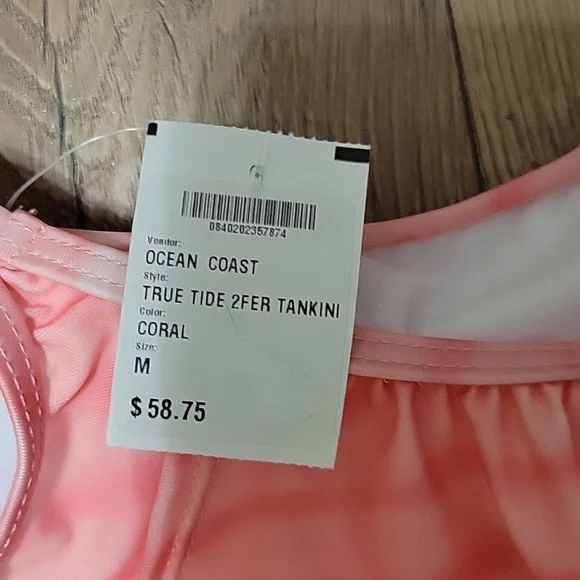 0840202357874
Vendor:
OCEAN COAST
Style:
TRUE TIDE 2FER TANKINI
Color:
CORAL
Size:
M
$58.75